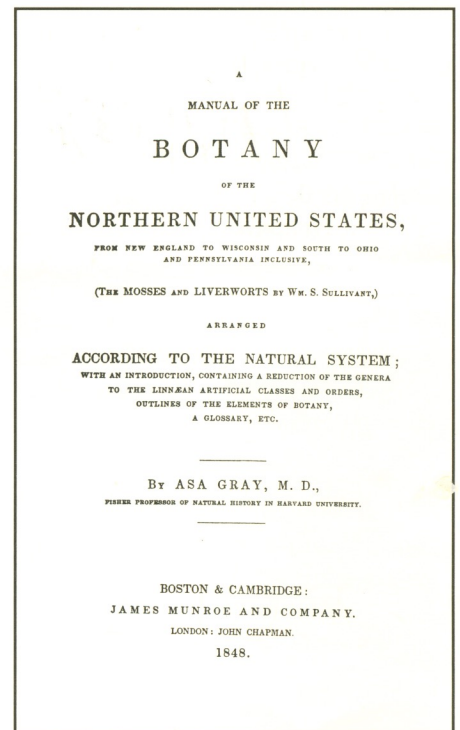 A
MANUAL OF THE
BOTANY
OF THE
NORTHERN UNITED STATES,
FROM NEW ENGLAND TO WISCONSIN AND SOUTH TO OHIO
AND PENNSYLVANIA INCLUSIVE,
(THE MOSSES AND LIVERWORTS BY WM. S. SULLIVANT,)
ARRANGED
ACCORDING TO THE NATURAL SYSTEM;
WITH AN INTRODUCTION, CONTAINING A REDUCTION OF THE GENERA
TO THE LINNÆAN ARTIFICIAL CLASSES AND ORDERS,
OUTLINES OF THE ELEMENTS OF BOTANY,
A GLOSSARY, ETC.
BY ASA GRAY, M. D.,
FISHER PROFESSOR OF NATURAL HISTORY IN HARVARD UNIVERSITY.
BOSTON & CAMBRIDGE:
JAMES MUNROE AND COMPANY.
LONDON: JOHN CHAPMAN.
1848.